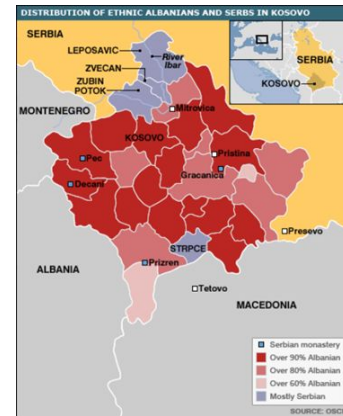 DISTRIBUTION OF ETHNIC ALBANIANS AND SERBS IN KOSOVO
SERBIA
LEPOSAVIC
River
Ibar
ZVECAN
ZUBIN
POTOK
SERBIA
KOSOVO
MONTENEGRO
Mitrovica
KOSOVO
Pec
Pristina
Decani
Gracanica
STRPCE
Presevo
ALBANIA
Prizren
Tetovo
MACEDONIA
Serbian monastery
Over 90% Albanian
Over 80% Albanian
Over 60% Albanian
Mostly Serbian
SOURCE: OSCE